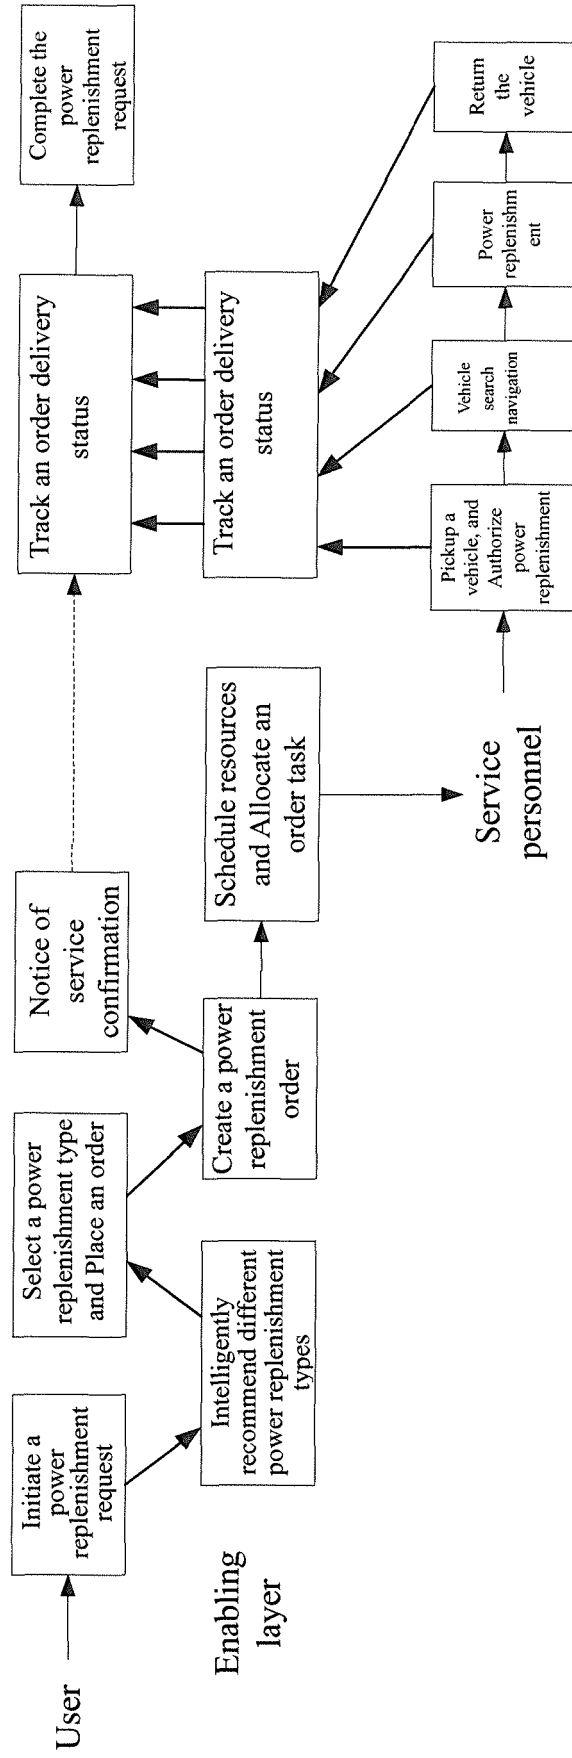 User
Initiate a
power
replenishment
request
Select a power
replenishment type
and Place an order
Notice of
service
confirmation
Track an order delivery
status
Complete the
power
replenishment
request
Enabling
layer
Intelligently
recommend different
power replenishment
types
Create a power
replenishment
order
Schedule resources
and Allocate an
order task
Track an order delivery
status
Service
personnel
Pickup a
vehicle, and
Authorize
power
replenishment
Vehicle
search
navigation
Power
replenishm
ent
Return
the
vehicle